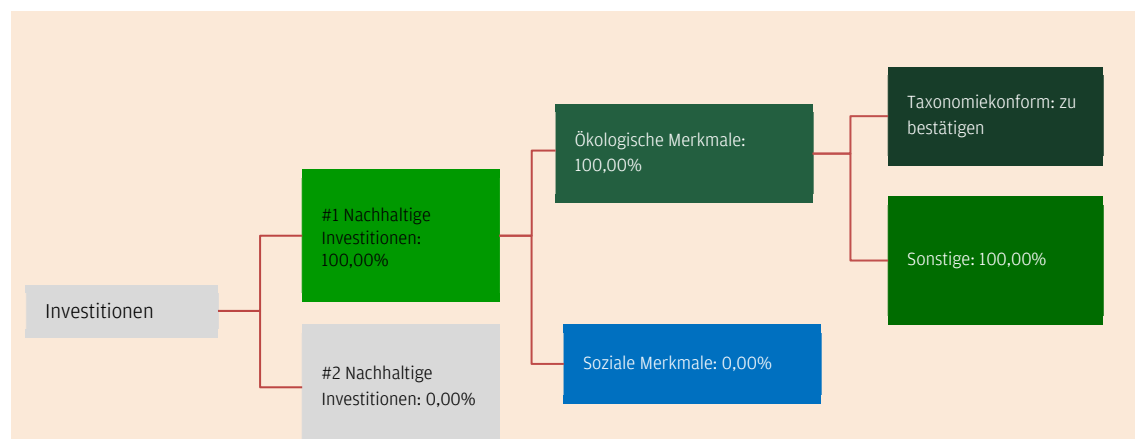 Investitionen
#1 Nachhaltige
Investitionen:
100,00%
#2 Nachhaltige
Investitionen: 0,00%
Ökologische Merkmale:
100,00%
Soziale Merkmale: 0,00%
Taxonomiekonform: zu
bestätigen
Sonstige: 100,00%